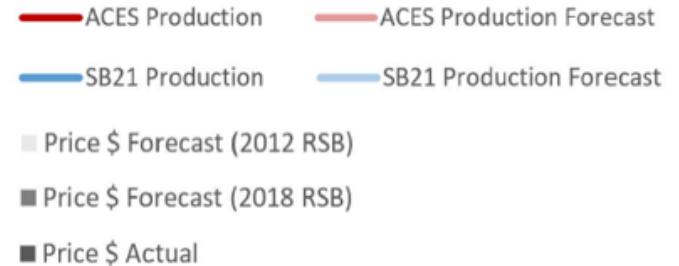 ACES Production ACES Production Forecast
SB21 Production SB21 Production Forecast
Price $ Forecast (2012 RSB)
Price $ Forecast (2018 RSB)
Price $ Actual